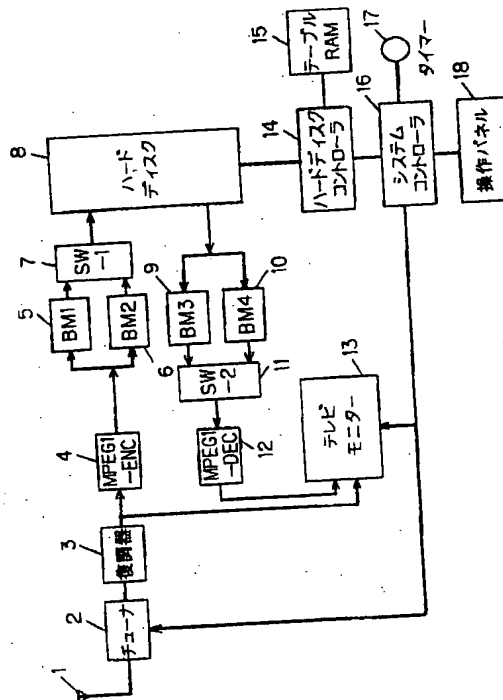 1
2
チューナ
3
復調器
4
MPEG1
-ENC
5
BM1
BM2
6
7
SW
-1
8
ハード
ディスク
9
BM3
BM4
10
SW
-2
11
MPEG1
-DEC
12
13
テレビ
モニター
14
ハードディスク
コントローラ
15
テーブル
RAM
16
システム
コントローラ
17
タイマー
18
操作パネル